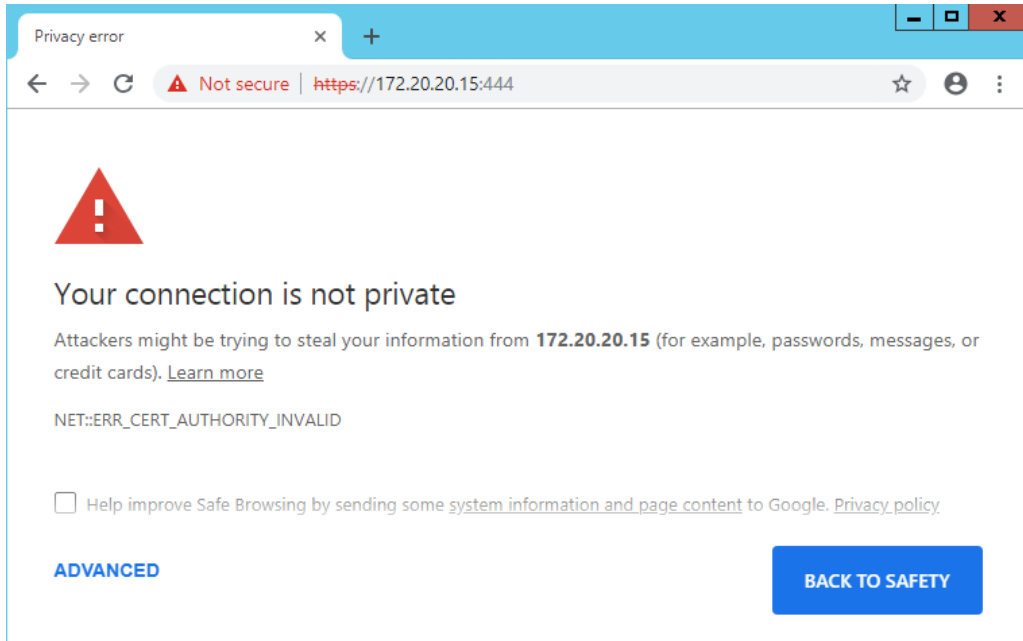 Privacy error
Not secure | https://172.20.20.15:444
Your connection is not private
Attackers might be trying to steal your information from 172.20.20.15 (for example, passwords, messages, or
credit cards). Learn more
NET::ERR_CERT_AUTHORITY_INVALID
Help improve Safe Browsing by sending some system information and page content to Google. Privacy policy
ADVANCED
BACK TO SAFETY